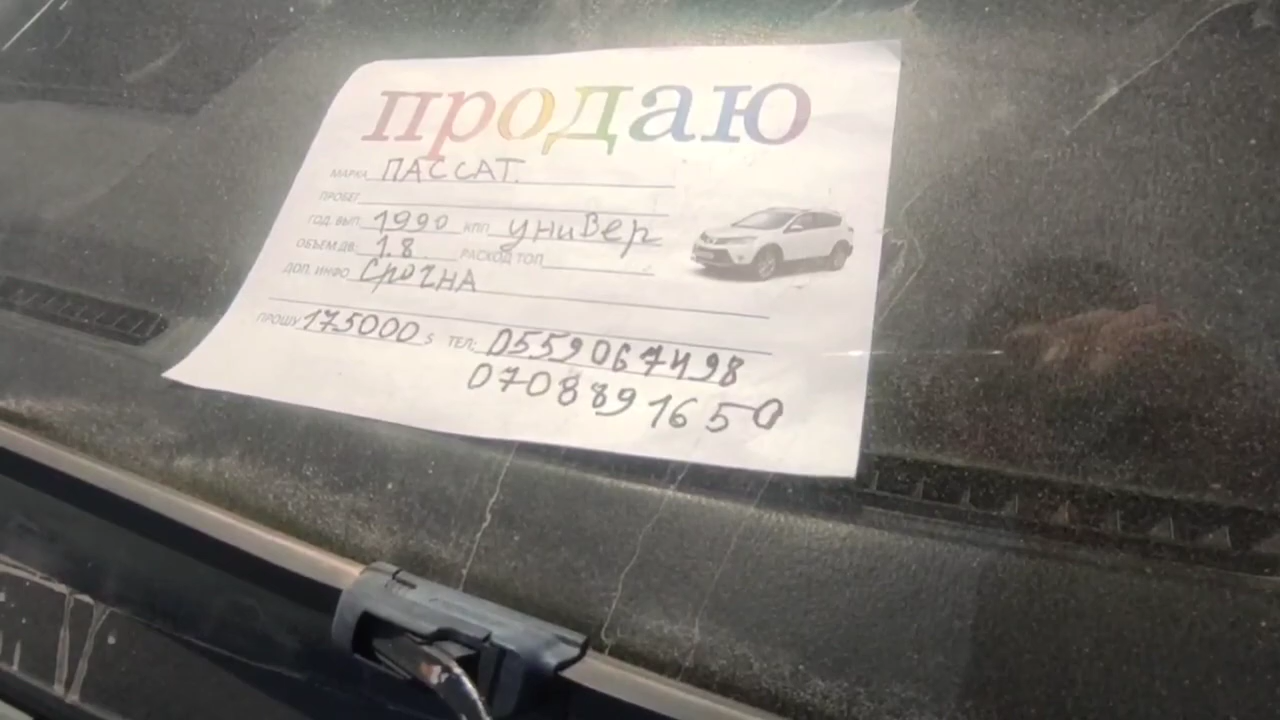 продаю
МАРКА ПАССАТ.
ПРОБЕГ
ГОД. ВЫП. 1990 КПП универ
ОБЪЕМ ДВ. 1.8 РАСХОД ТОП
ДОП. ИНФО СРОЧНА
ПРОШУ 175000 $ ТЕЛ.: 0559067498
0708891650